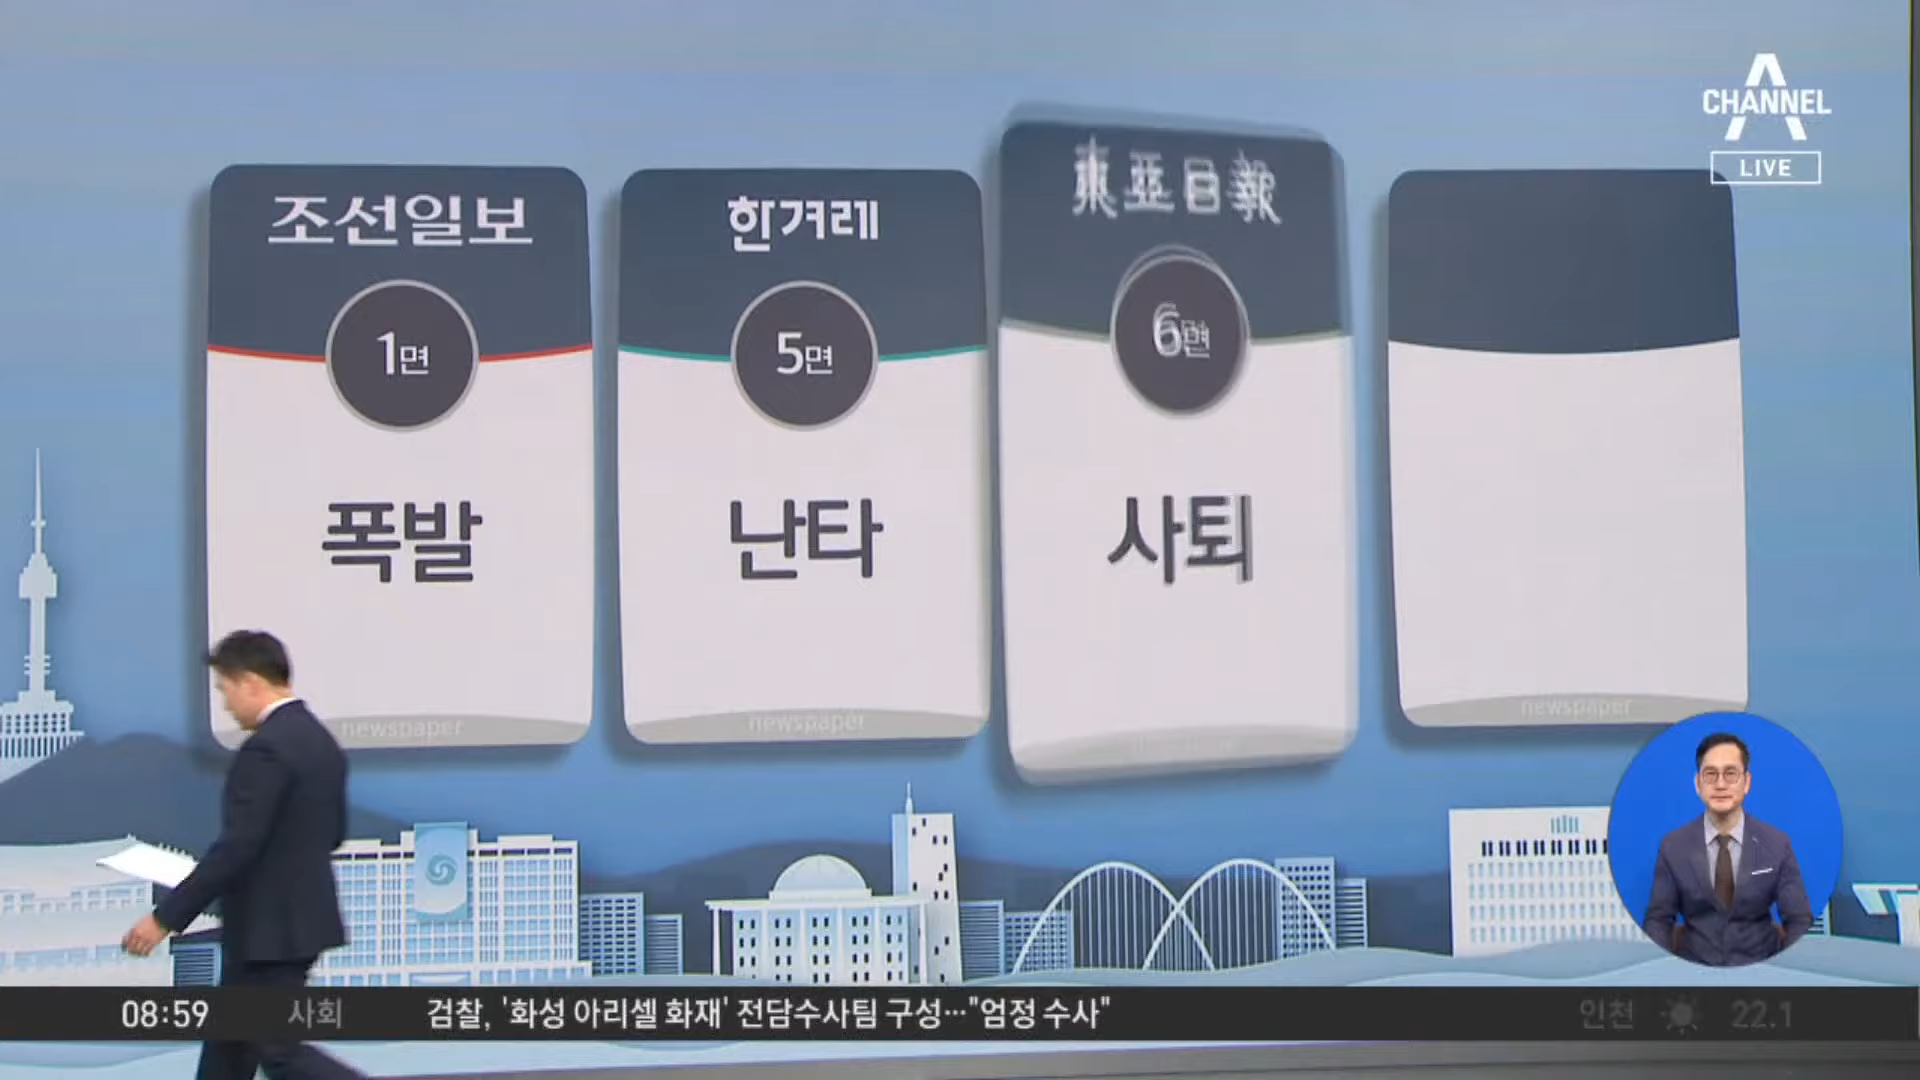 CHANNEL A
LIVE
조선일보
1면
폭발
newspaper
한겨레
5면
난타
newspaper
東亞日報
6면
사퇴
newspaper
08:59 사회 검찰, '화성 아리셀 화재' 전담수사팀 구성…"엄정 수사"
인천 22.1